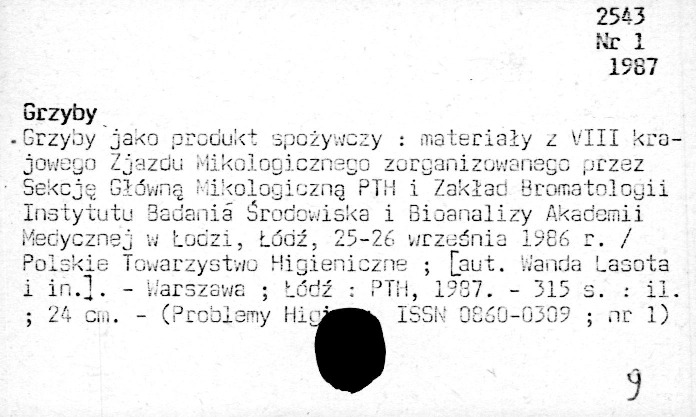 2543
Nr 1
1987
Grzyby
Grzyby jako produkt spożywczy : materiały z VIII kra-
jowego Zjazdu Mikologicznego zorganizowanego przez
Sekcję Główną Mikologiczną PTH i Zakład Bromatologii
Instytutu Badania Środowiska i Bioanalizy Akademii
Medycznej w Łodzi, Łódź, 25-26 września 1986 r. /
Polskie Towarzystwo Higieniczne ; [aut. Wanda Lasota
i in.]. - Warszawa ; Łódź : PTH, 1987. - 315 s. : il.
; 24 cm. - (Problemy ISSN 0860-0309 ; nr 1)
9